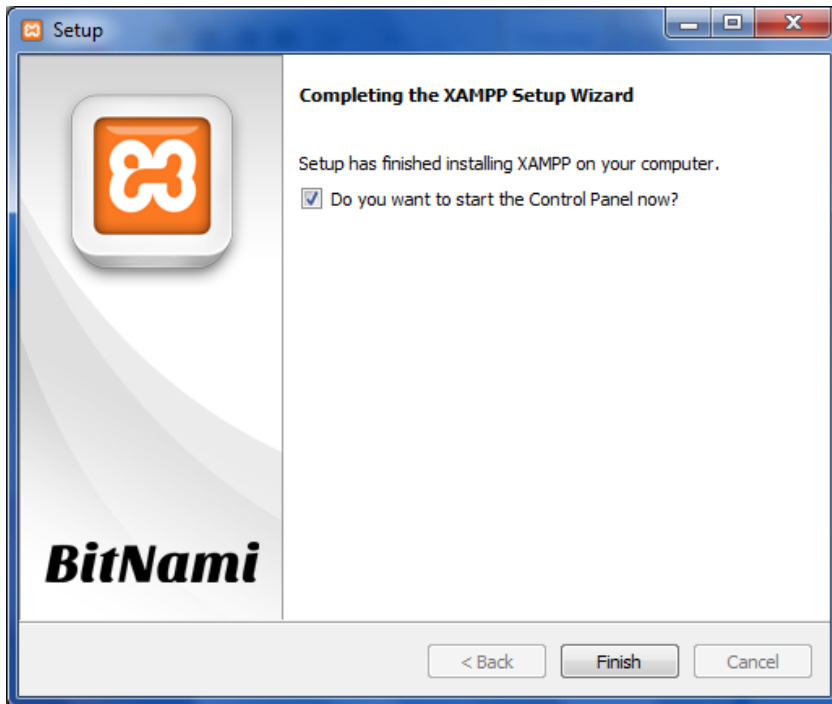 Setup
Completing the XAMPP Setup Wizard
Setup has finished installing XAMPP on your computer.
Do you want to start the Control Panel now?
BitNami
< Back
Finish
Cancel